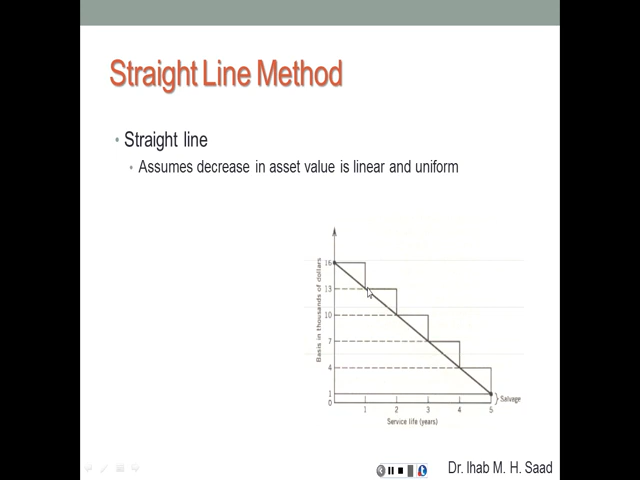 Straight Line Method
• Straight line
• Assumes decrease in asset value is linear and uniform
Basis in thousands of dollars
16
13
10
7
4
1
0
1 2 3 4 5
Salvage
Service life (years)
Dr. Ihab M. H. Saad